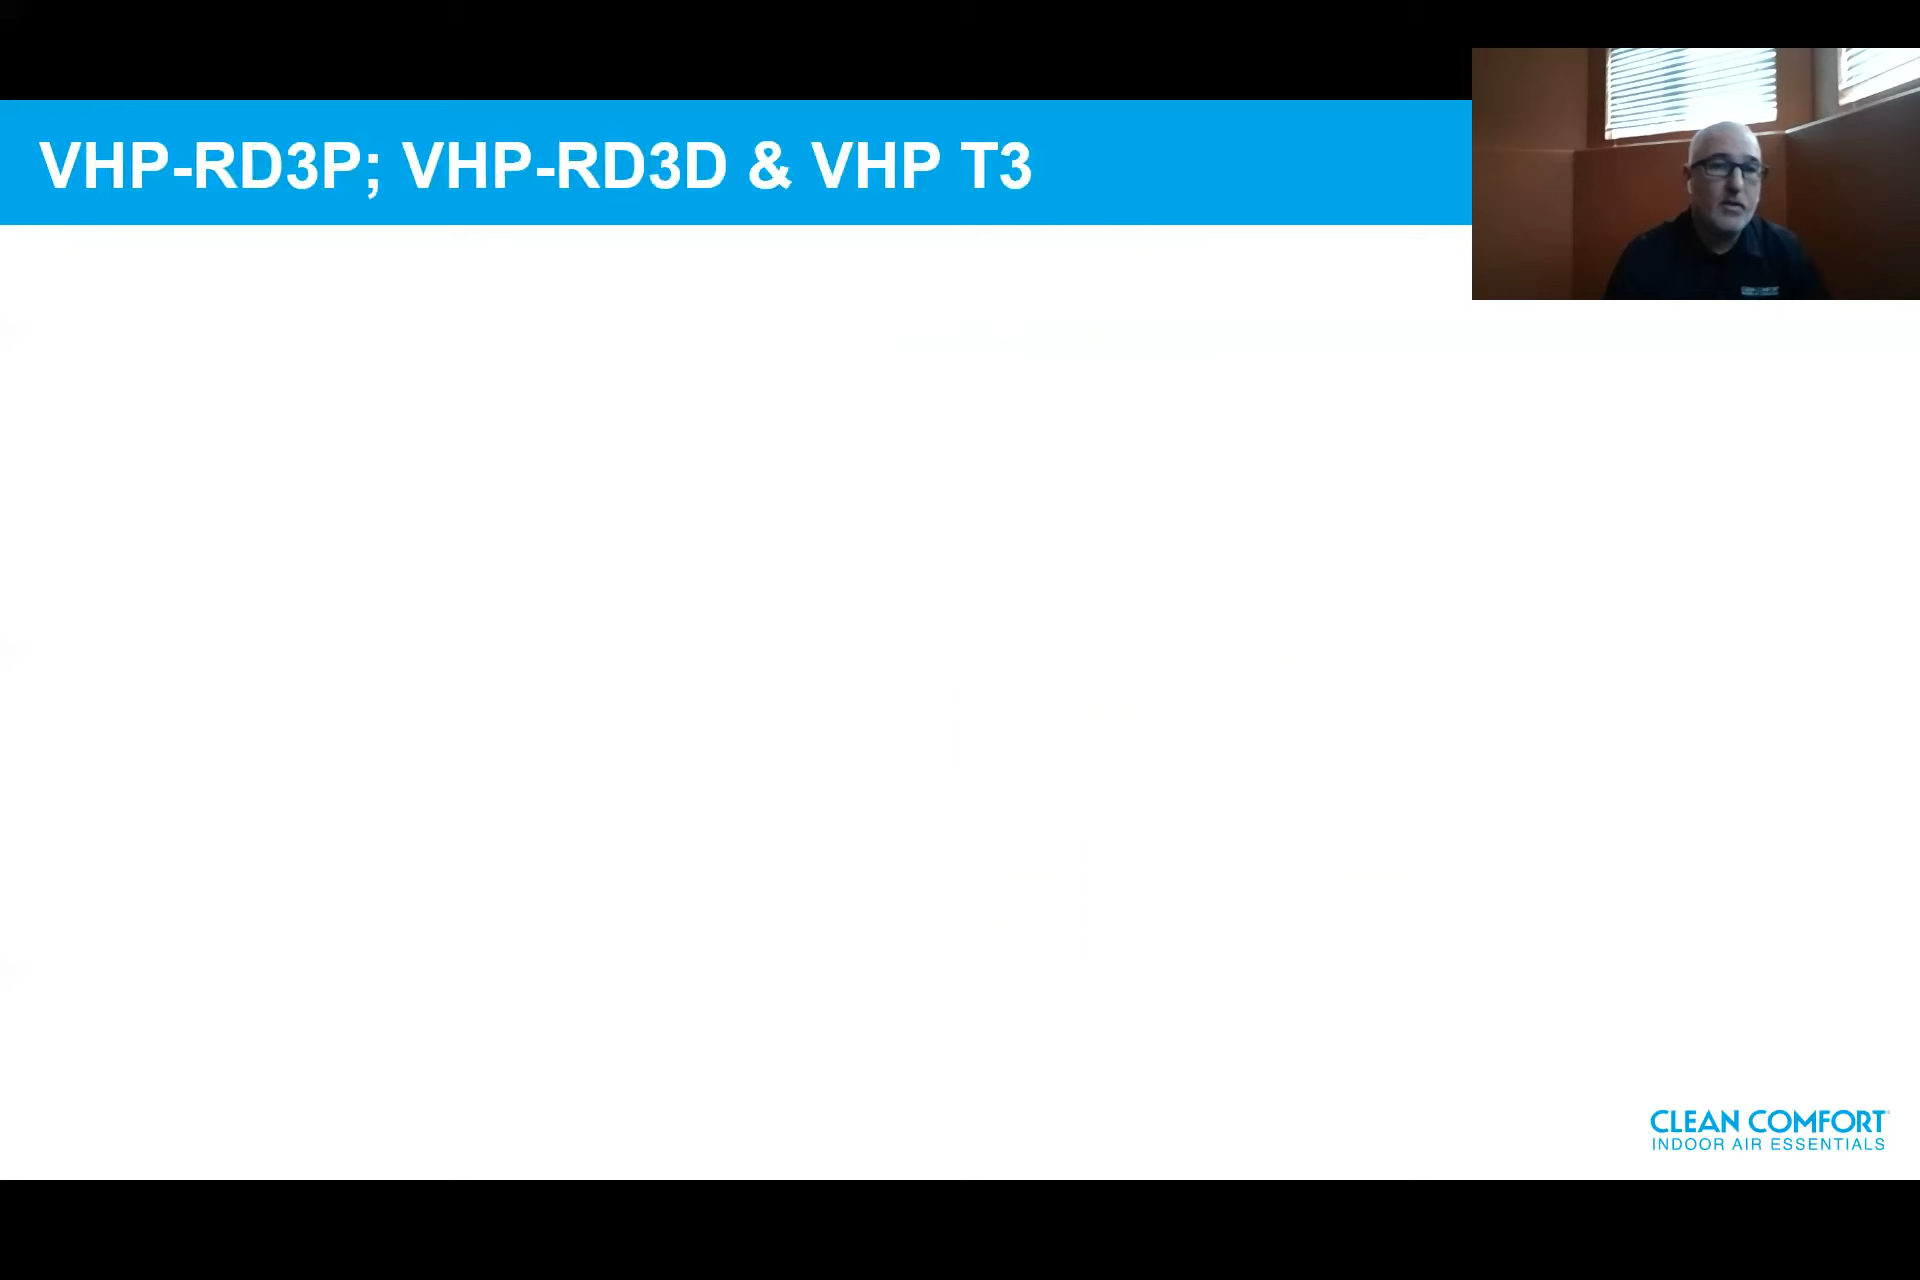 VHP-RD3P; VHP-RD3D & VHP T3
CLEAN COMFORT
INDOOR AIR ESSENTIALS